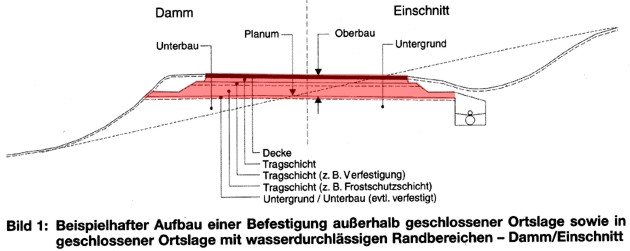 Damm
Einschnitt
Unterbau
Planum
Oberbau
Untergrund
Decke
Tragschicht
Tragschicht (z. B. Verfestigung)
Tragschicht (z. B. Frostschutzschicht)
Untergrund / Unterbau (evtl. verfestigt)
Bild 1: Beispielhafter Aufbau einer Befestigung außerhalb geschlossener Ortslage sowie in
geschlossener Ortslage mit wasserdurchlässigen Randbereichen – Damm/Einschnitt